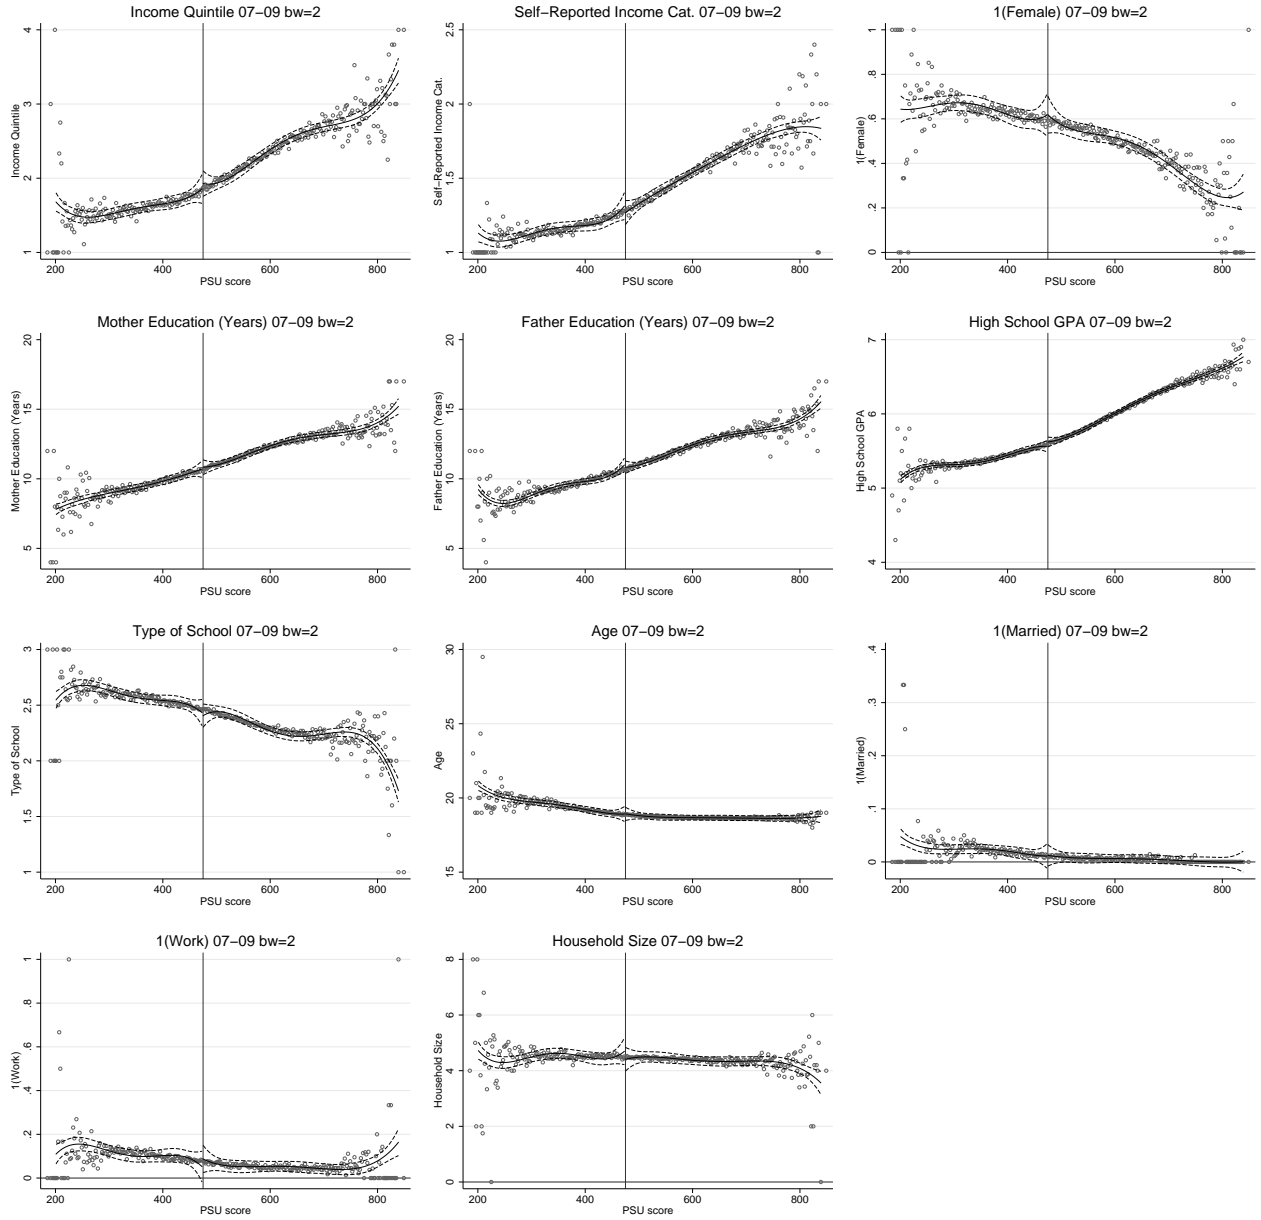 Income Quintile 07−09 bw=2
Income Quintile
4
3
2
1
200 400 600 800
PSU score
Self−Reported Income Cat. 07−09 bw=2
Self−Reported Income Cat.
2.5
2
1.5
1
200 400 600 800
PSU score
1(Female) 07−09 bw=2
1(Female)
1
.8
.6
.4
.2
0
200 400 600 800
PSU score
Mother Education (Years) 07−09 bw=2
Mother Education (Years)
20
15
10
5
200 400 600 800
PSU score
Father Education (Years) 07−09 bw=2
Father Education (Years)
20
15
10
5
200 400 600 800
PSU score
High School GPA 07−09 bw=2
High School GPA
7
6
5
4
200 400 600 800
PSU score
Type of School 07−09 bw=2
Type of School
3
2.5
2
1.5
1
200 400 600 800
PSU score
Age 07−09 bw=2
Age
30
25
20
15
200 400 600 800
PSU score
1(Married) 07−09 bw=2
1(Married)
.4
.3
.2
.1
0
200 400 600 800
PSU score
1(Work) 07−09 bw=2
1(Work)
1
.8
.6
.4
.2
0
200 400 600 800
PSU score
Household Size 07−09 bw=2
Household Size
8
6
4
2
0
200 400 600 800
PSU score